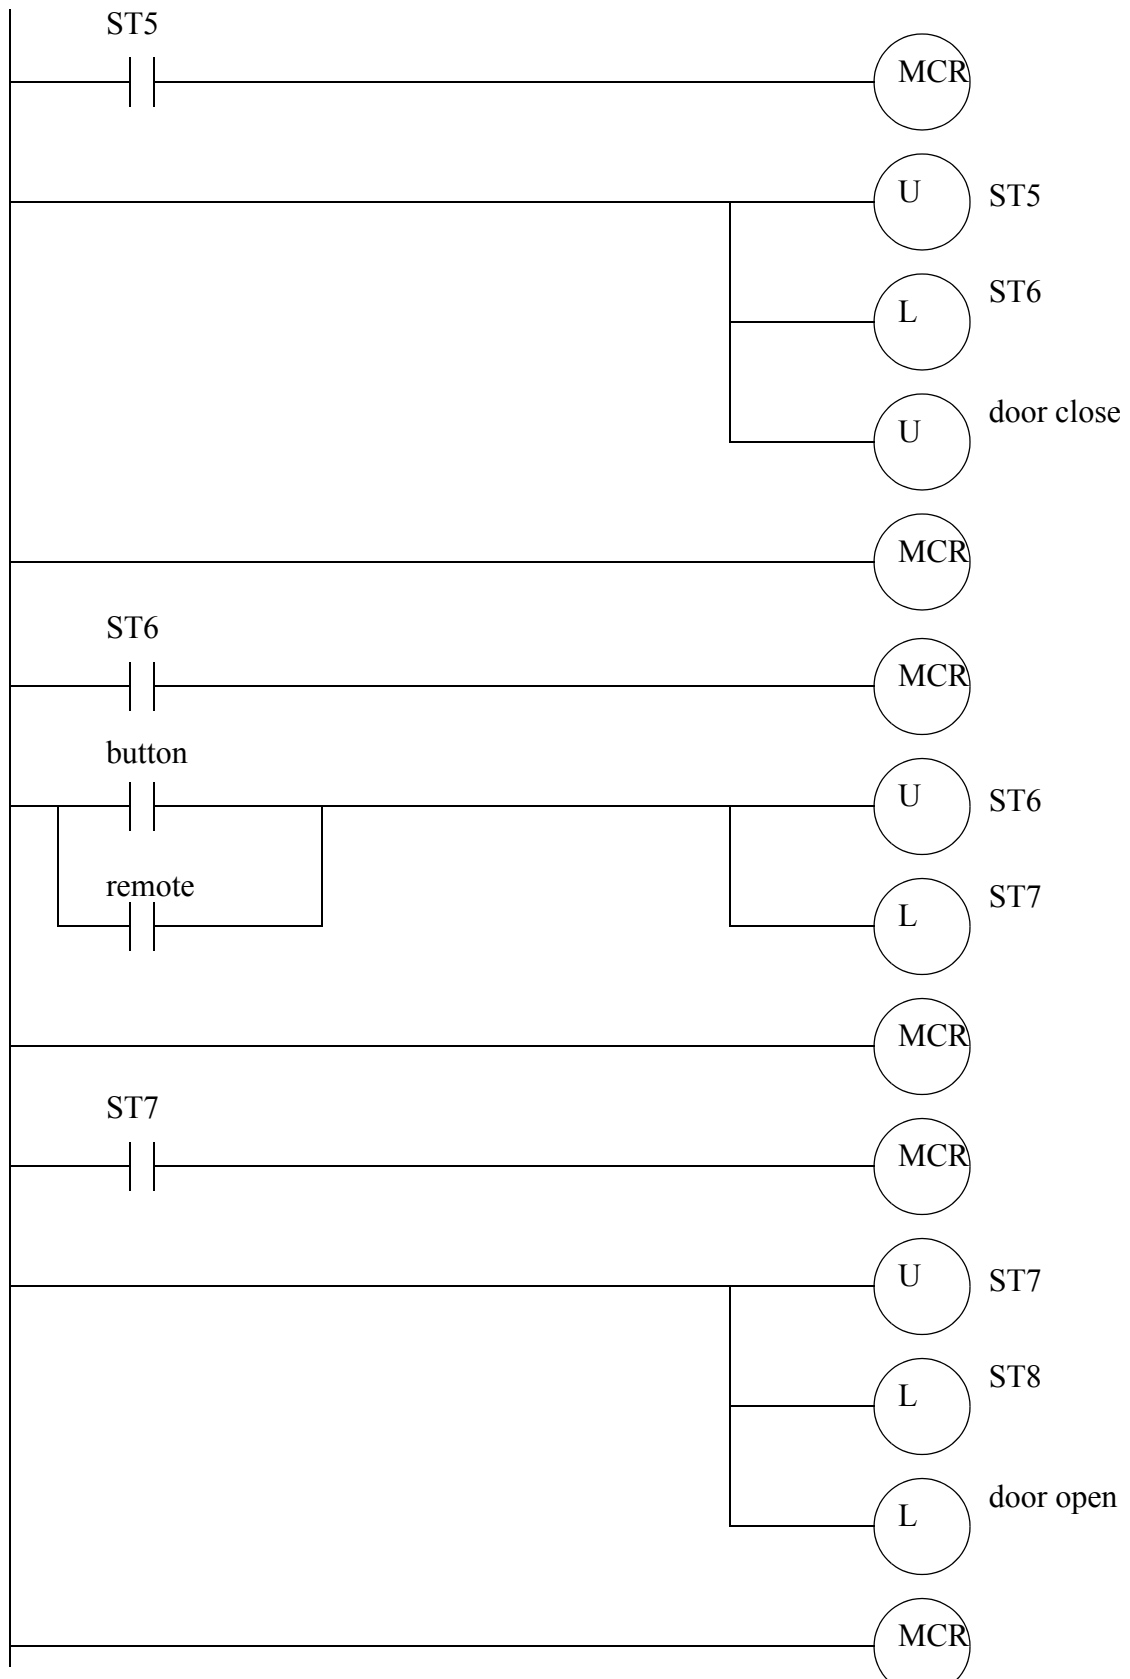 ST5
MCR
U
ST5
L
ST6
U
door close
MCR
ST6
MCR
button
U
ST6
remote
L
ST7
MCR
ST7
MCR
U
ST7
L
ST8
L
door open
MCR